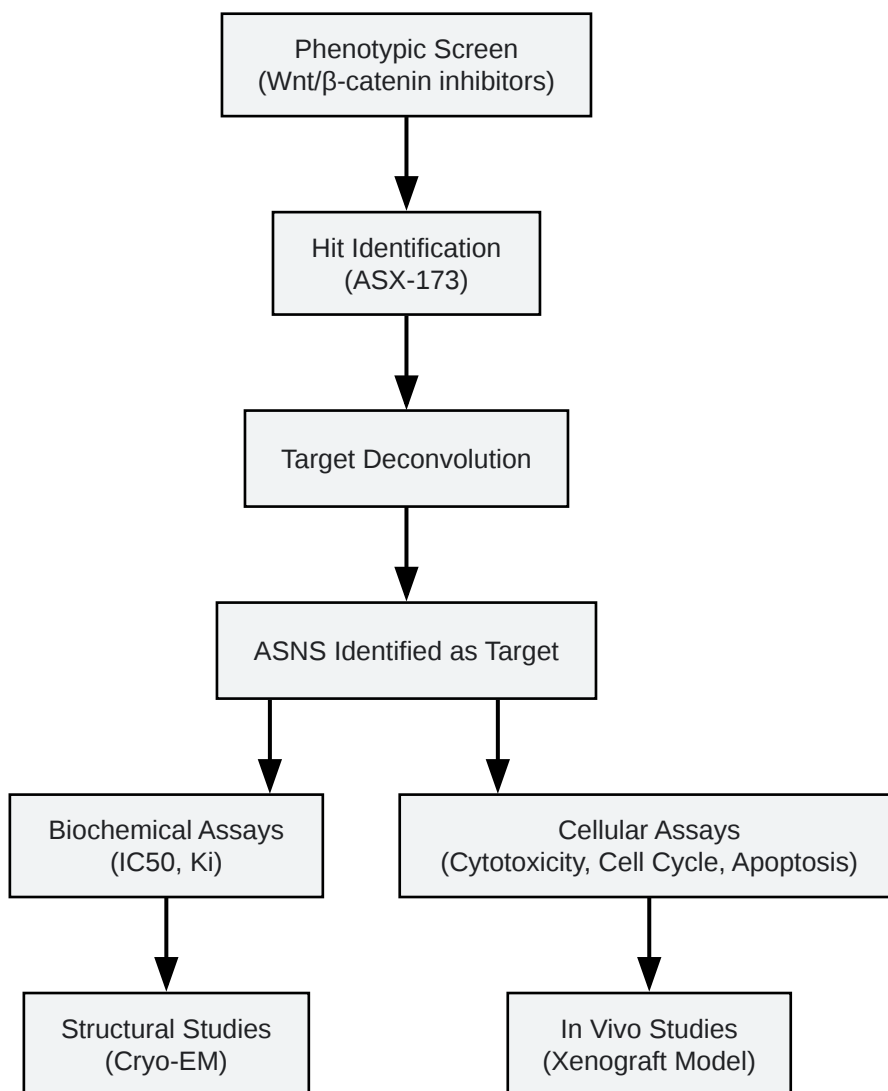 Phenotypic Screen
(Wnt/β-catenin inhibitors)
Hit Identification
(ASX-173)
Target Deconvolution
ASNS Identified as Target
Biochemical Assays
(IC50, Ki)
Cellular Assays
(Cytotoxicity, Cell Cycle, Apoptosis)
Structural Studies
(Cryo-EM)
In Vivo Studies
(Xenograft Model)